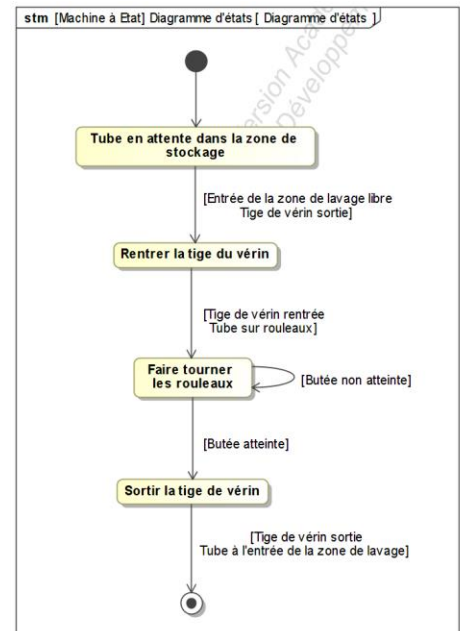 stm [Machine à Etat] Diagramme d'états [ Diagramme d'états ]
Tube en attente dans la zone de
stockage
[Entrée de la zone de lavage libre
Tige de vérin sortie]
Rentrer la tige du vérin
[Tige de vérin rentrée
Tube sur rouleaux]
Faire tourner
les rouleaux
[Butée non atteinte]
[Butée atteinte]
Sortir la tige de vérin
[Tige de vérin sortie
Tube à l'entrée de la zone de lavage]